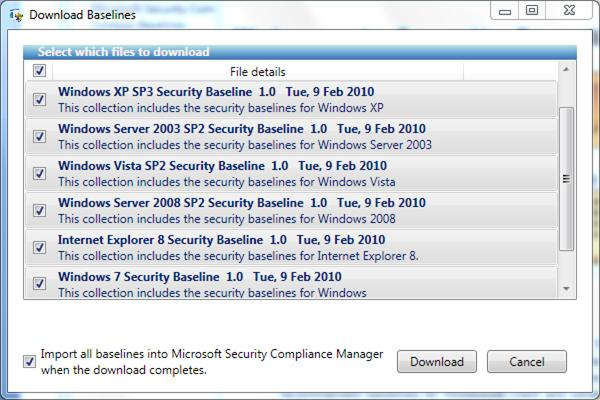 Download Baselines
Select which files to download
File details
Windows XP SP3 Security Baseline 1.0 Tue, 9 Feb 2010
This collection includes the security baselines for Windows XP
Windows Server 2003 SP2 Security Baseline 1.0 Tue, 9 Feb 2010
This collection includes the security baselines for Windows Server 2003
Windows Vista SP2 Security Baseline 1.0 Tue, 9 Feb 2010
This collection includes the security baselines for Windows Vista
Windows Server 2008 SP2 Security Baseline 1.0 Tue, 9 Feb 2010
This collection includes the security baselines for Windows 2008
Internet Explorer 8 Security Baseline 1.0 Tue, 9 Feb 2010
This collection includes the security baselines for Internet Explorer 8.
Windows 7 Security Baseline 1.0 Tue, 9 Feb 2010
This collection includes the security baselines for Windows
Import all baselines into Microsoft Security Compliance Manager
when the download completes.
Download
Cancel